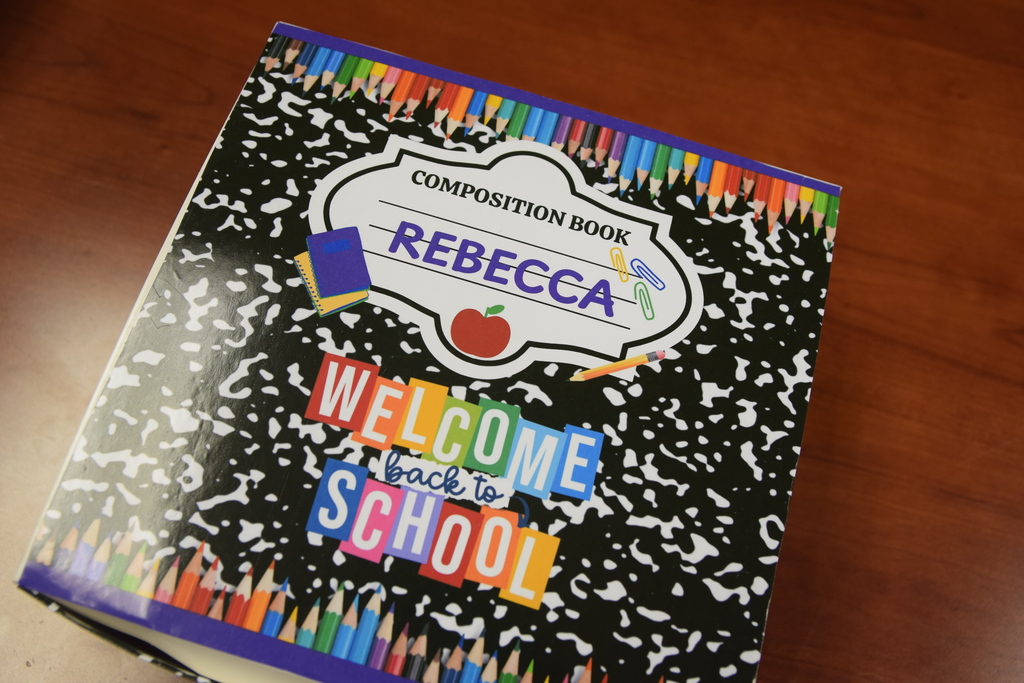 COMPOSITION BOOK
REBECCA
WELCOME
back to
SCHOOL